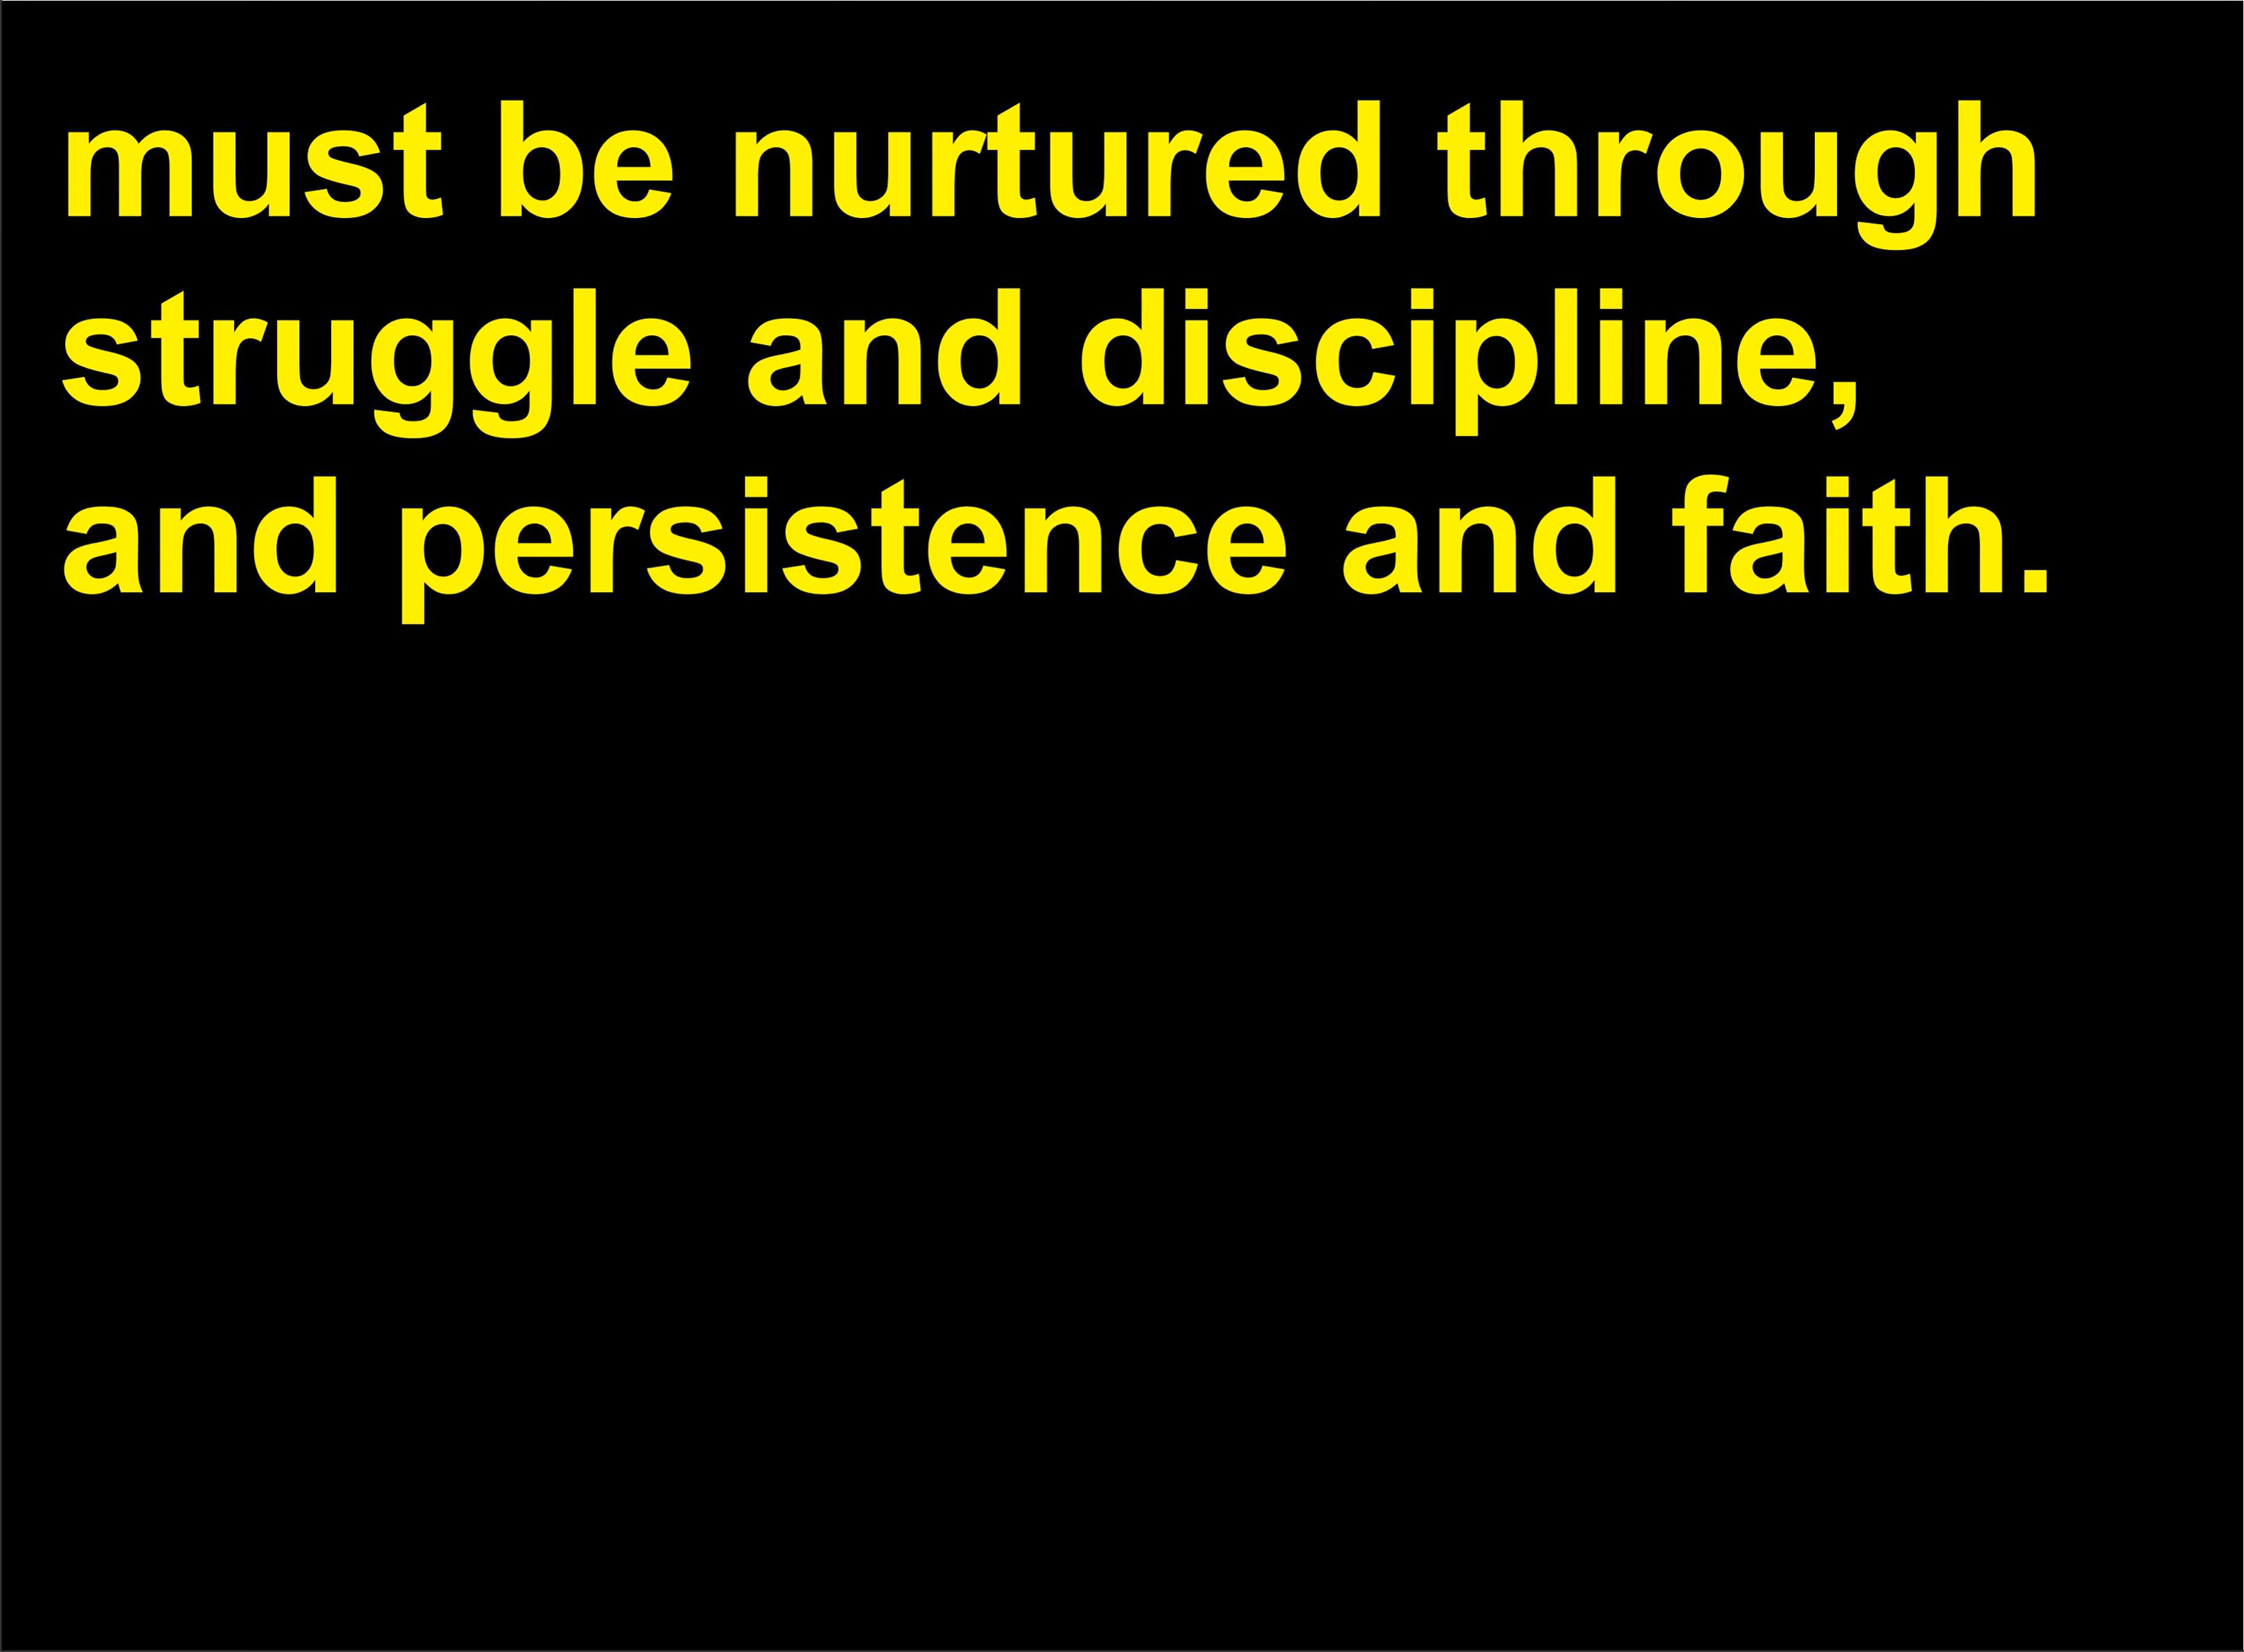 must be nurtured through
struggle and discipline,
and persistence and faith.